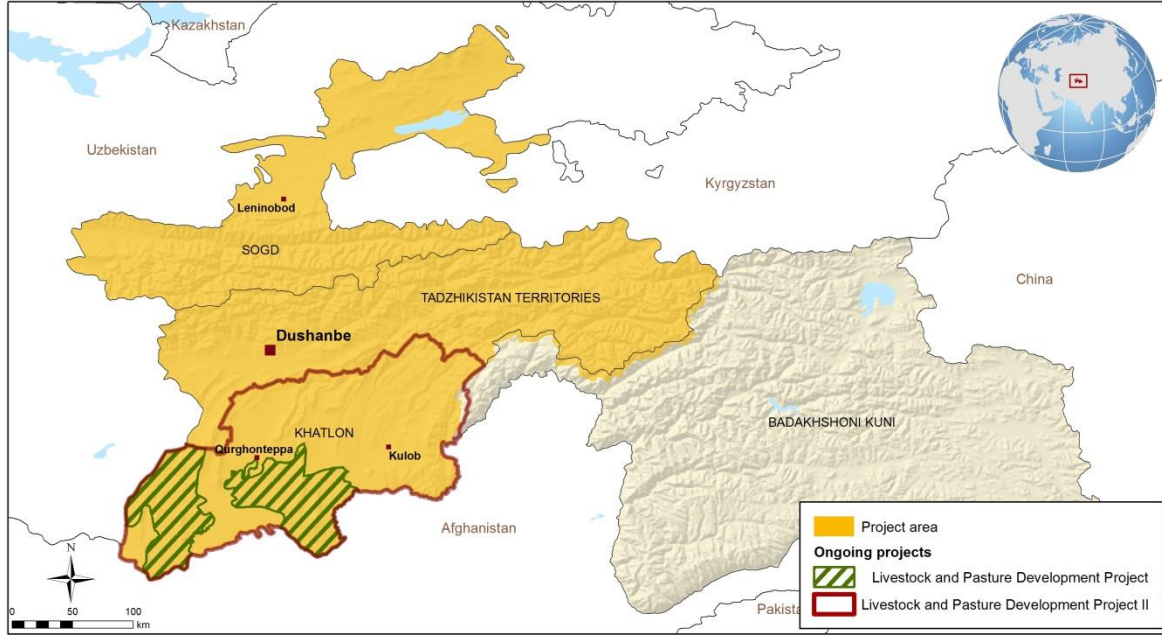 Kazakhstan
Uzbekistan
Kyrgyzstan
Leninobod
SOGD
China
TADZHIKISTAN TERRITORIES
Dushanbe
BADAKHSHONI KUNI
KHATLON
Qurghonteppa
Kulob
Afghanistan
Project area
Ongoing projects
Livestock and Pasture Development Project
Livestock and Pasture Development Project II
Pakista
N
0 50 100
km